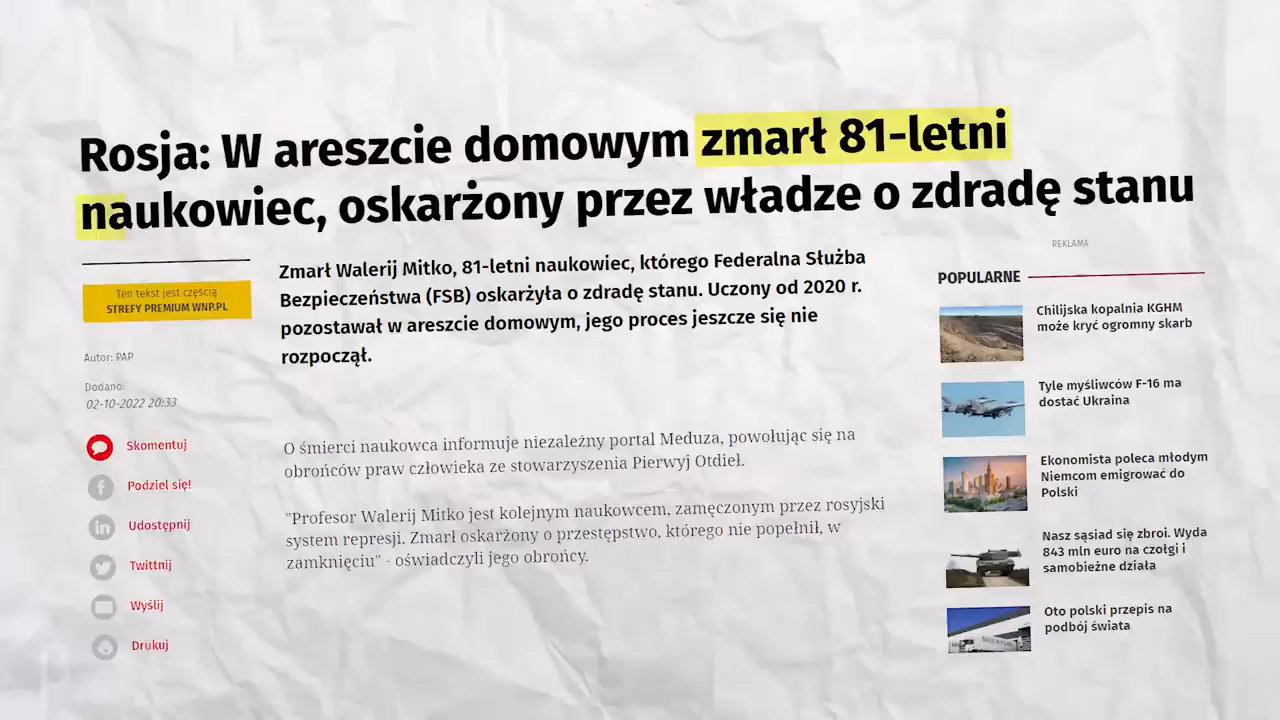 Rosja: W areszcie domowym zmarł 81-letni
naukowiec, oskarżony przez władze o zdradę stanu
Ten tekst jest częścią
STREFY PREMIUM WNP.PL
Autor: PAP
Dodano:
02-10-2022 20:33
Skomentuj
Podziel się!
Udostępnij
Twittnij
Wyślij
Drukuj
Zmarł Walerij Mitko, 81-letni naukowiec, którego Federalna Służba
Bezpieczeństwa (FSB) oskarżyła o zdradę stanu. Uczony od 2020 r.
pozostawał w areszcie domowym, jego proces jeszcze się nie
rozpoczął.
O śmierci naukowca informuje niezależny portal Meduza, powołując się na
obrońców praw człowieka ze stowarzyszenia Pierwyj Otdieł.
"Profesor Walerij Mitko jest kolejnym naukowcem, zamęczonym przez rosyjski
system represji. Zmarł oskarżony o przestępstwo, którego nie popełnił, w
zamknięciu" - oświadczyli jego obrońcy.
REKLAMA
POPULARNE
Chilijska kopalnia KGHM
może kryć ogromny skarb
Tyle myśliwców F-16 ma
dostać Ukraina
Ekonomista poleca młodym
Niemcom emigrować do
Polski
Nasz sąsiad się zbroi. Wyda
843 mln euro na czołgi i
samobieżne działa
Oto polski przepis na
podbój świata